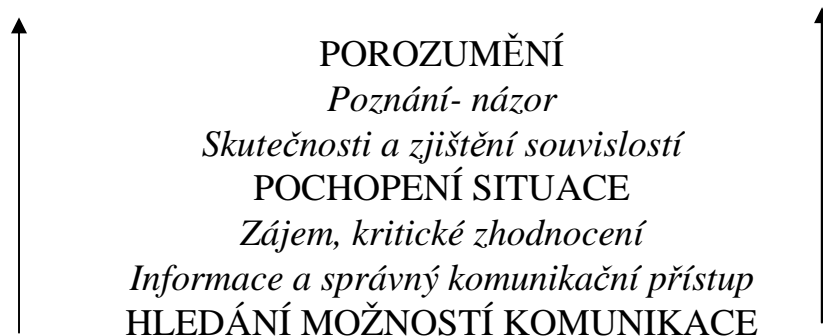 POROZUMĚNÍ
Poznání- názor
Skutečnosti a zjištění souvislostí
POCHOPENÍ SITUACE
Zájem, kritické zhodnocení
Informace a správný komunikační přístup
HLEDÁNÍ MOŽNOSTÍ KOMUNIKACE